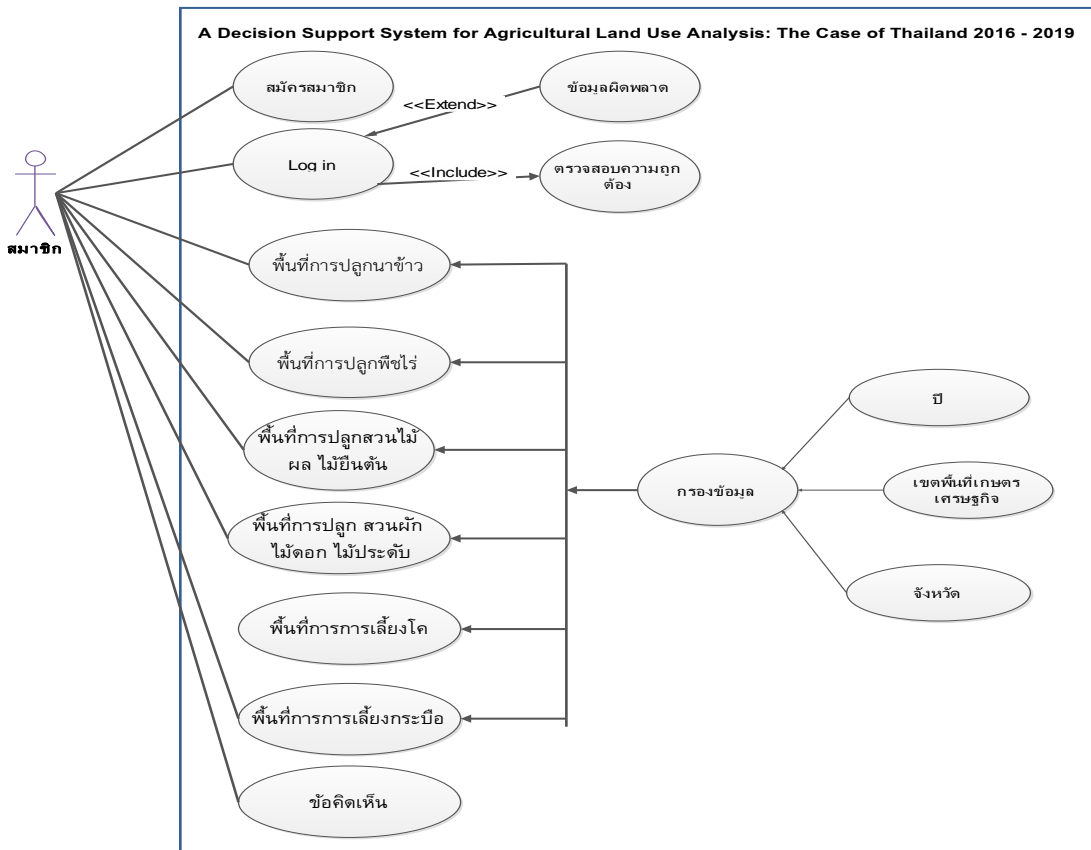 A Decision Support System for Agricultural Land Use Analysis: The Case of Thailand 2016 - 2019
สมัครสมาชิก
ข้อมูลผิดพลาด
<<Extend>>
Log in
<<Include>>
ตรวจสอบความถูก
ต้อง
สมาชิก
พื้นที่การปลูกนาข้าว
พื้นที่การปลูกพืชไร่
พื้นที่การปลูกสวนไม้
ผล ไม้ยืนต้น
พื้นที่การปลูก สวนผัก
ไม้ดอก ไม้ประดับ
พื้นที่การการเลี้ยงโค
พื้นที่การการเลี้ยงกระบือ
ข้อคิดเห็น
กรองข้อมูล
ปี
เขตพื้นที่เกษตร
เศรษฐกิจ
จังหวัด